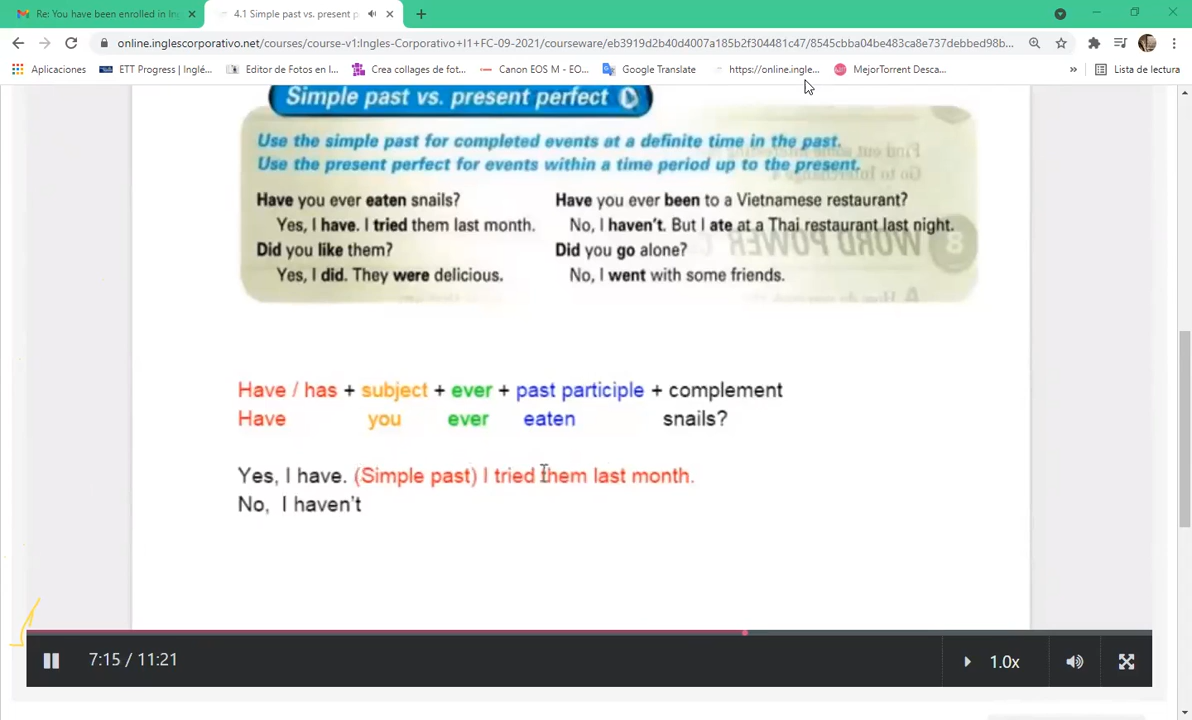 Re: You have been enrolled in Ing
4.1 Simple past vs. present p
online.inglescorporativo.net/courses/course-v1:Ingles-Corporativo+I1+FC-09-2021/courseware/eb3919d2b40d4007a185b2f304481c47/8545cbba04be483ca8e737debbed98b...
Aplicaciones
ETT Progress | Inglé...
Editor de Fotos en l...
Crea collages de fot...
Canon EOS M - EO...
Google Translate
https://online.ingle...
MejorTorrent Desca...
»
Lista de lectura
Simple past vs. present perfect
Use the simple past for completed events at a definite time in the past.
Use the present perfect for events within a time period up to the present.
Have you ever eaten snails?
Yes, I have. I tried them last month.
Did you like them?
Yes, I did. They were delicious.
Have you ever been to a Vietnamese restaurant?
No, I haven't. But I ate at a Thai restaurant last night.
Did you go alone?
No, I went with some friends.
8 WORD POWER
Have / has + subject + ever + past participle + complement
Have you ever eaten snails?
Yes, I have. (Simple past) I tried them last month.
No, I haven't
7:15 / 11:21
1.0x